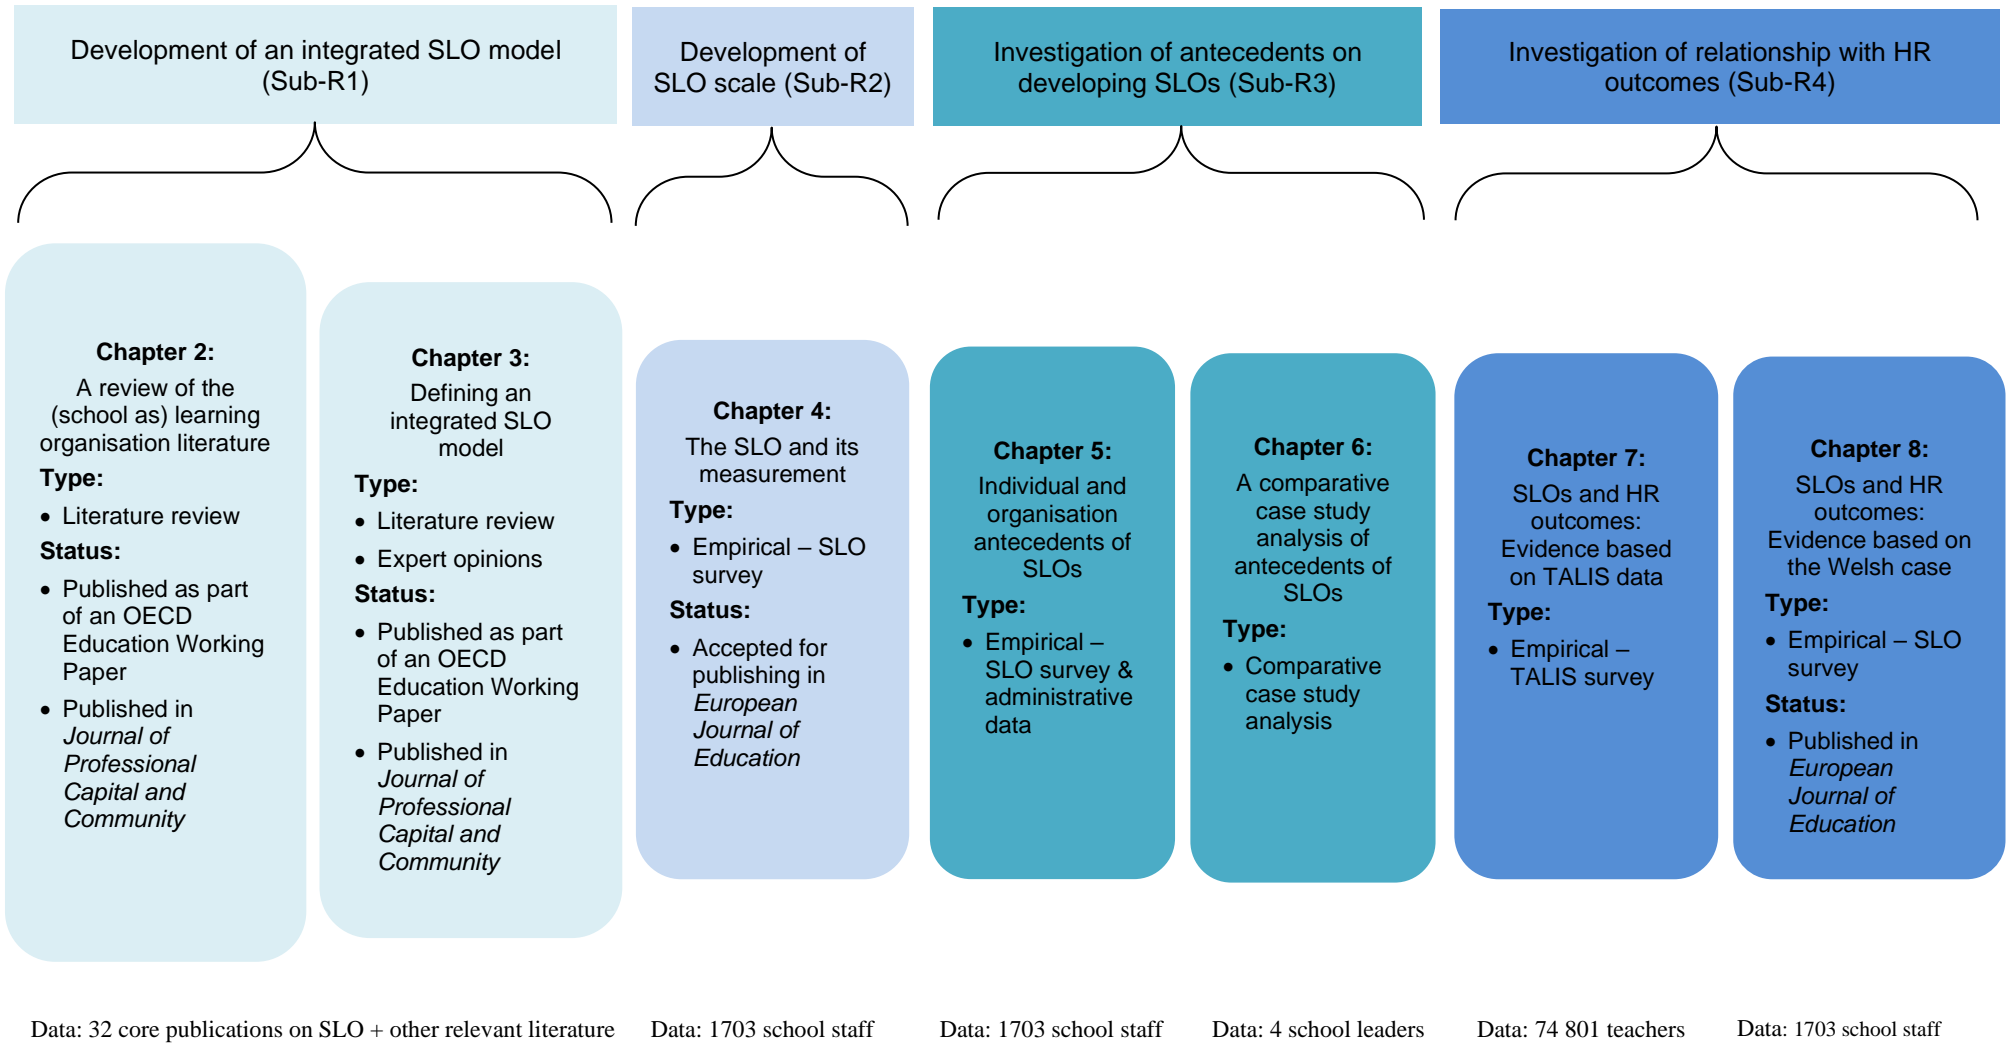 Development of an integrated SLO model
(Sub-R1)
Development of
SLO scale (Sub-R2)
Investigation of antecedents on
developing SLOs (Sub-R3)
Investigation of relationship with HR
outcomes (Sub-R4)
Chapter 2:
A review of the
(school as) learning
organisation literature
Type:
• Literature review
Status:
• Published as part
of an OECD
Education Working
Paper
• Published in
Journal of
Professional
Capital and
Community
Chapter 3:
Defining an
integrated SLO
model
Type:
• Literature review
• Expert opinions
Status:
• Published as part
of an OECD
Education Working
Paper
• Published in
Journal of
Professional
Capital and
Community
Chapter 4:
The SLO and its
measurement
Type:
• Empirical – SLO
survey
Status:
• Accepted for
publishing in
European
Journal of
Education
Chapter 5:
Individual and
organisation
antecedents of
SLOs
Type:
• Empirical –
SLO survey &
administrative
data
Chapter 6:
A comparative
case study
analysis of
antecedents of
SLOs
Type:
• Comparative
case study
analysis
Chapter 7:
SLOs and HR
outcomes:
Evidence based
on TALIS data
Type:
• Empirical –
TALIS survey
Chapter 8:
SLOs and HR
outcomes:
Evidence based on
the Welsh case
Type:
• Empirical – SLO
survey
Status:
• Published in
European
Journal of
Education
Data: 32 core publications on SLO + other relevant literature
Data: 1703 school staff
Data: 1703 school staff
Data: 4 school leaders
Data: 74 801 teachers
Data: 1703 school staff